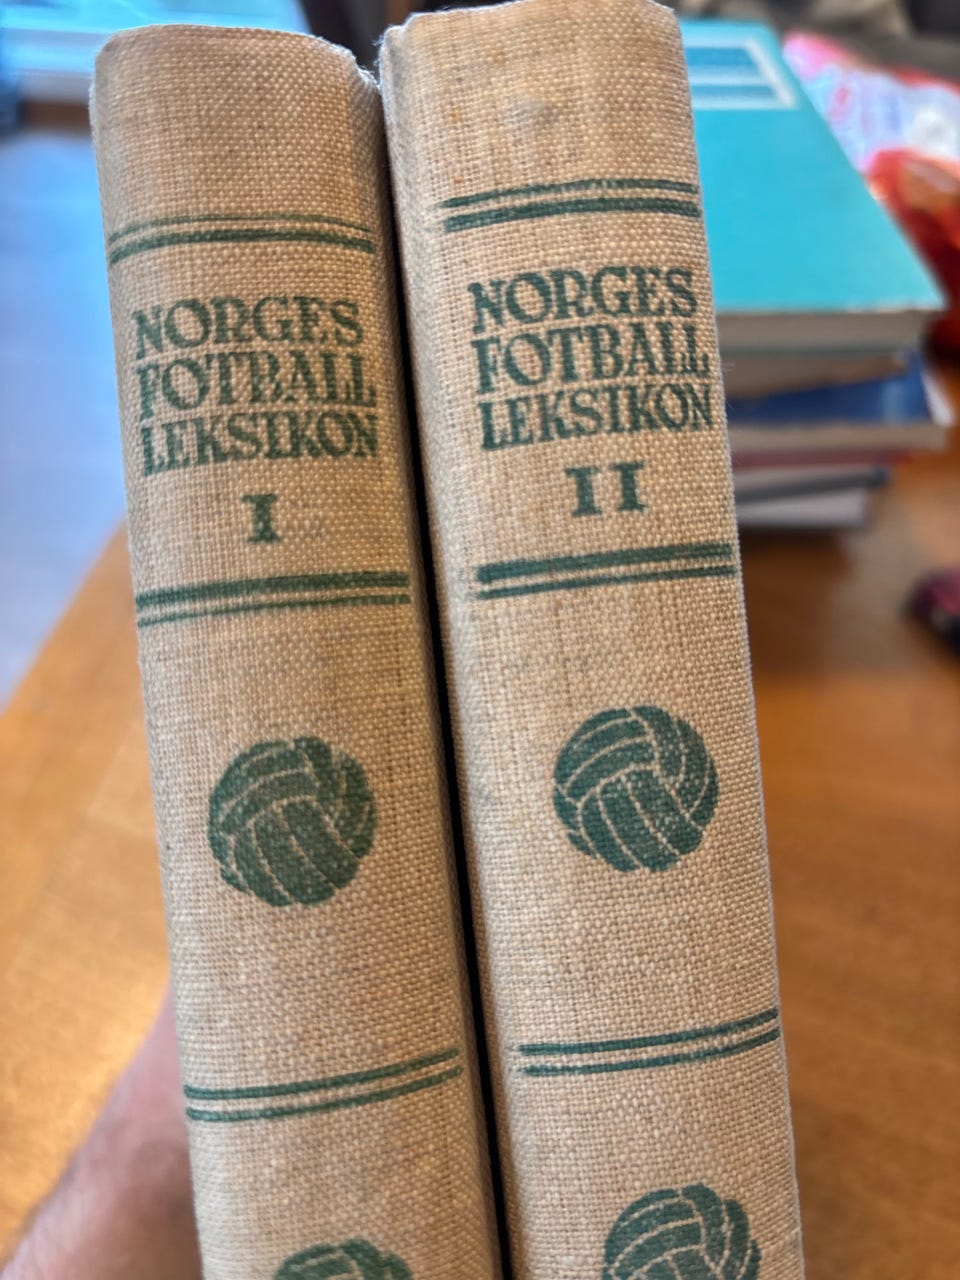 NORGES
FOTBALL
LEKSIKON
I
NORGES
FOTBALL
LEKSIKON
II